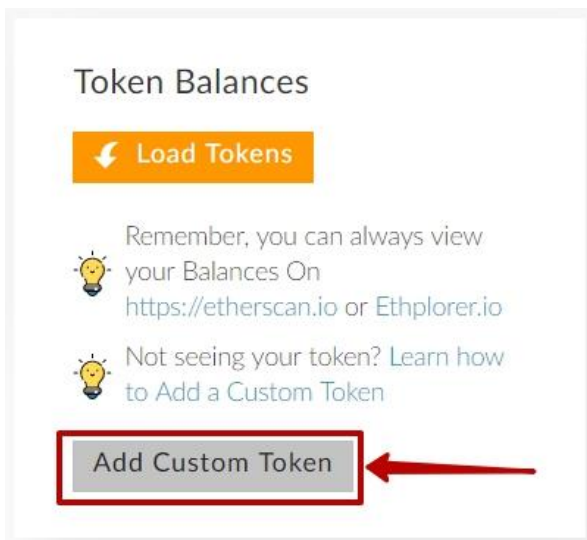 Token Balances
Load Tokens
Remember, you can always view
your Balances On
https://etherscan.io or Ethplorer.io
Not seeing your token? Learn how
to Add a Custom Token
Add Custom Token